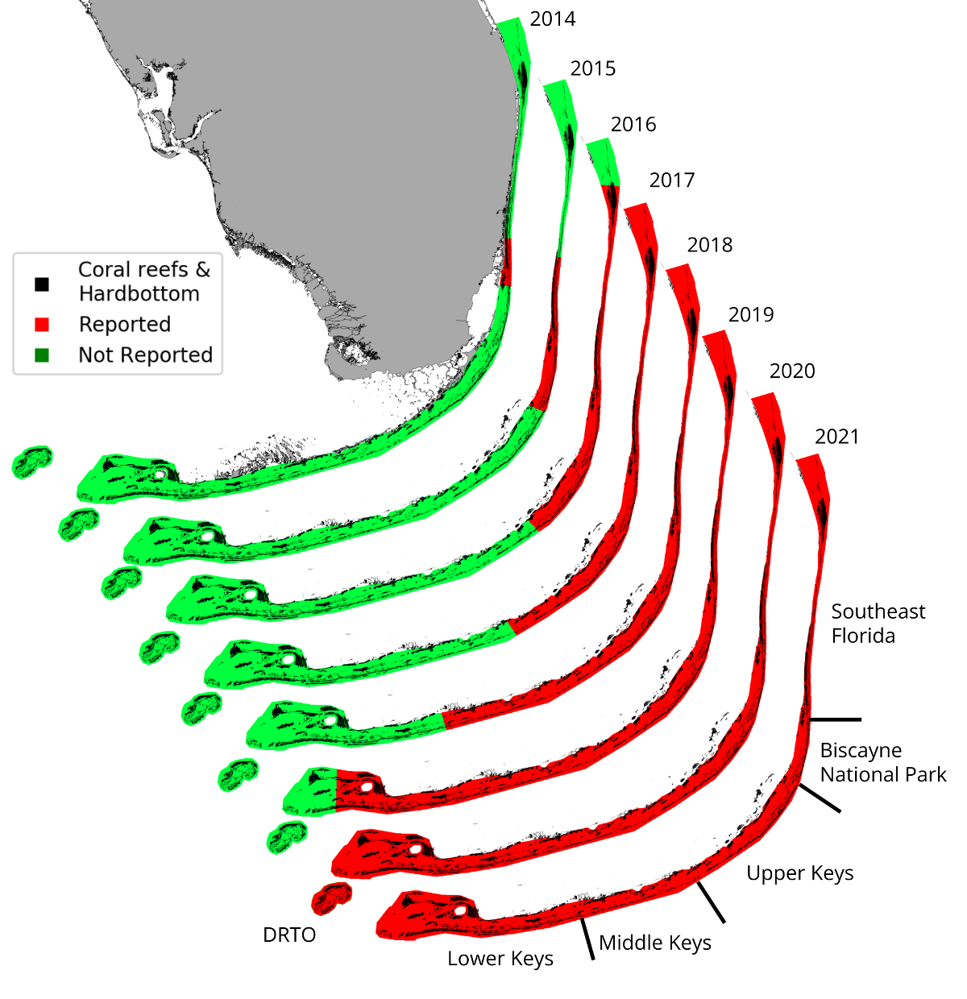 2014
2015
2016
2017
2018
2019
2020
2021
Coral reefs &
Hardbottom
Reported
Not Reported
Southeast
Florida
Biscayne
National Park
Upper Keys
Middle Keys
Lower Keys
DRTO